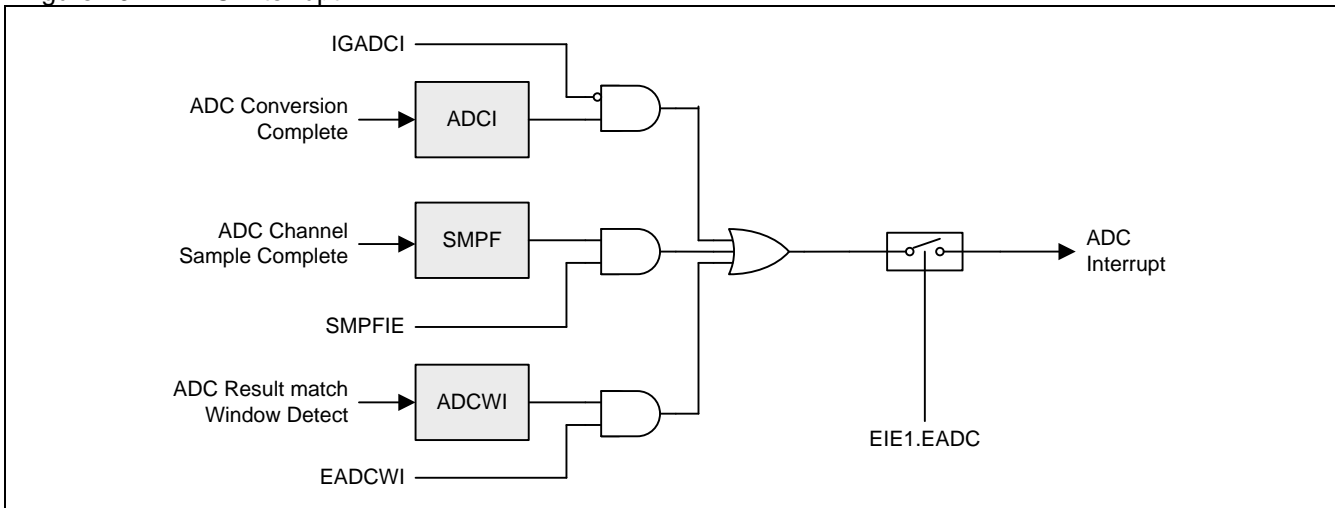 IGADCI
ADC Conversion
Complete
ADCI
ADC Channel
Sample Complete
SMPF
SMPFIE
ADC Result match
Window Detect
ADCWI
EADCWI
ADC
Interrupt
EIE1.EADC